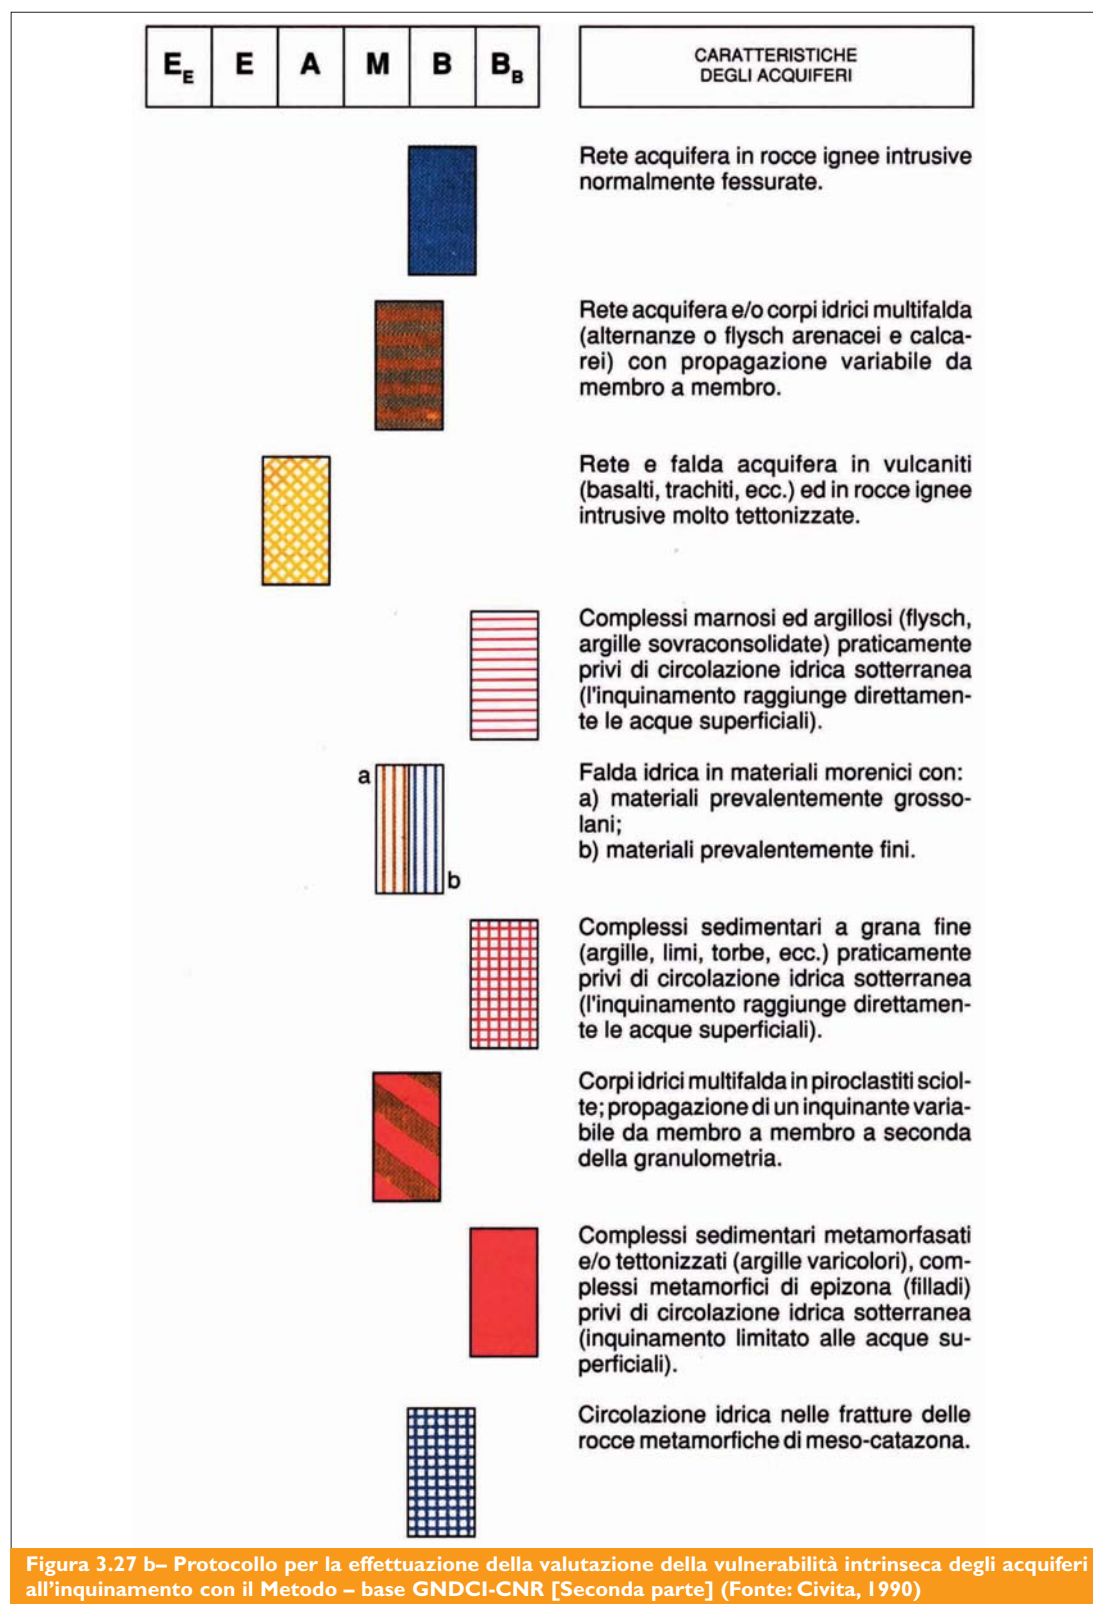 E_E E A M B B_B
CARATTERISTICHE
DEGLI ACQUIFERI
Rete acquifera in rocce ignee intrusive
normalmente fessurate.
Rete acquifera e/o corpi idrici multifalda
(alternanze o flysch arenacei e calca-
rei) con propagazione variabile da
membro a membro.
Rete e falda acquifera in vulcaniti
(basalti, trachiti, ecc.) ed in rocce ignee
intrusive molto tettonizzate.
Complessi marnosi ed argillosi (flysch,
argille sovraconsolidate) praticamente
privi di circolazione idrica sotterranea
(l'inquinamento raggiunge direttamen-
te le acque superficiali).
a
b
Falda idrica in materiali morenici con:
a) materiali prevalentemente grosso-
lani;
b) materiali prevalentemente fini.
Complessi sedimentari a grana fine
(argille, limi, torbe, ecc.) praticamente
privi di circolazione idrica sotterranea
(l'inquinamento raggiunge direttamen-
te le acque superficiali).
Corpi idrici multifalda in piroclastiti sciol-
te; propagazione di un inquinante varia-
bile da membro a membro a seconda
della granulometria.
Complessi sedimentari metamorfasati
e/o tettonizzati (argille varicolori), com-
plessi metamorfici di epizona (filladi)
privi di circolazione idrica sotterranea
(inquinamento limitato alle acque su-
perficiali).
Circolazione idrica nelle fratture delle
rocce metamorfiche di meso-catazona.
Figura 3.27 b– Protocollo per la effettuazione della valutazione della vulnerabilità intrinseca degli acquiferi
all'inquinamento con il Metodo – base GNDCI-CNR [Seconda parte] (Fonte: Civita, 1990)